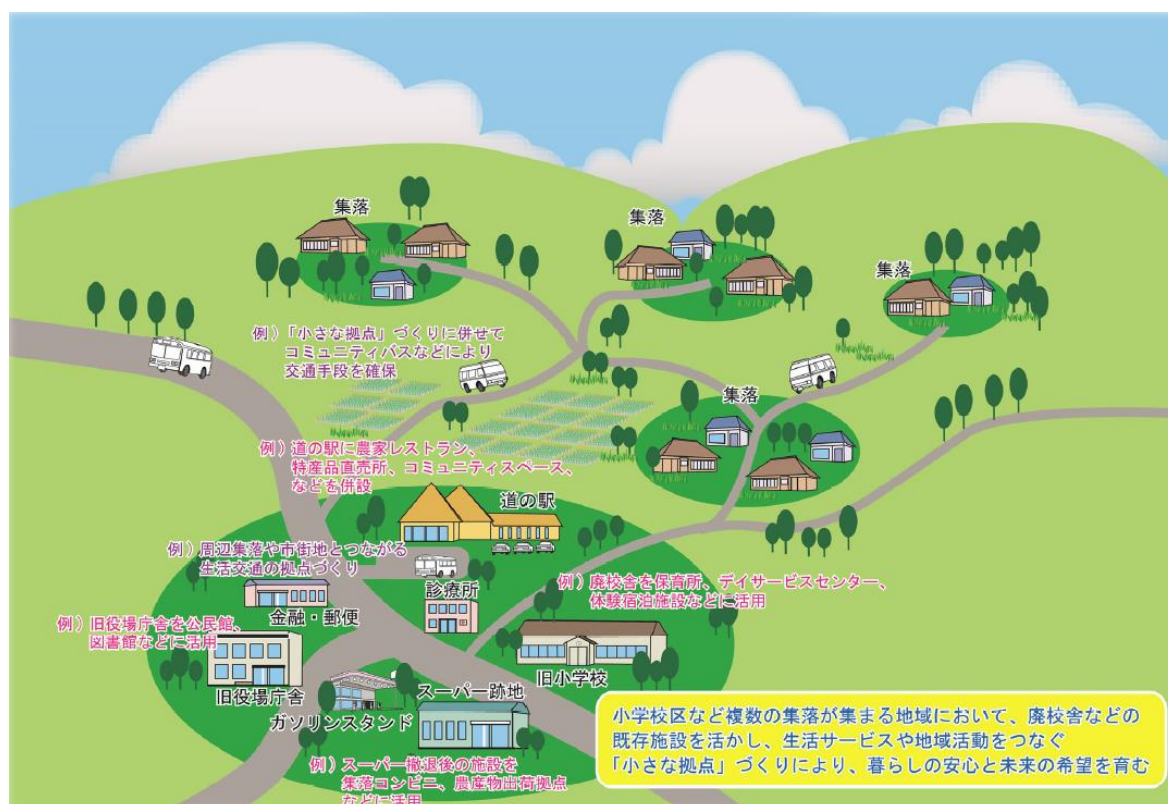 集落
集落
集落
例）「小さな拠点」づくりに併せて
コミュニティバスなどにより
交通手段を確保
集落
例）道の駅に農家レストラン、
特産品直売所、コミュニティスペース、
などを併設
道の駅
例）周辺集落や市街地とつながる
生活交通の拠点づくり
診療所
例）廃校舎を保育所、デイサービスセンター、
体験宿泊施設などに活用
金融・郵便
例）旧役場庁舎を公民館、
図書館などに活用
旧小学校
旧役場庁舎
スーパー跡地
ガソリンスタンド
例）スーパー撤退後の施設を
集落コンビニ、農産物出荷拠点
などに活用
小学校区など複数の集落が集まる地域において、廃校舎などの
既存施設を活かし、生活サービスや地域活動をつなぐ
「小さな拠点」づくりにより、暮らしの安心と未来の希望を育む